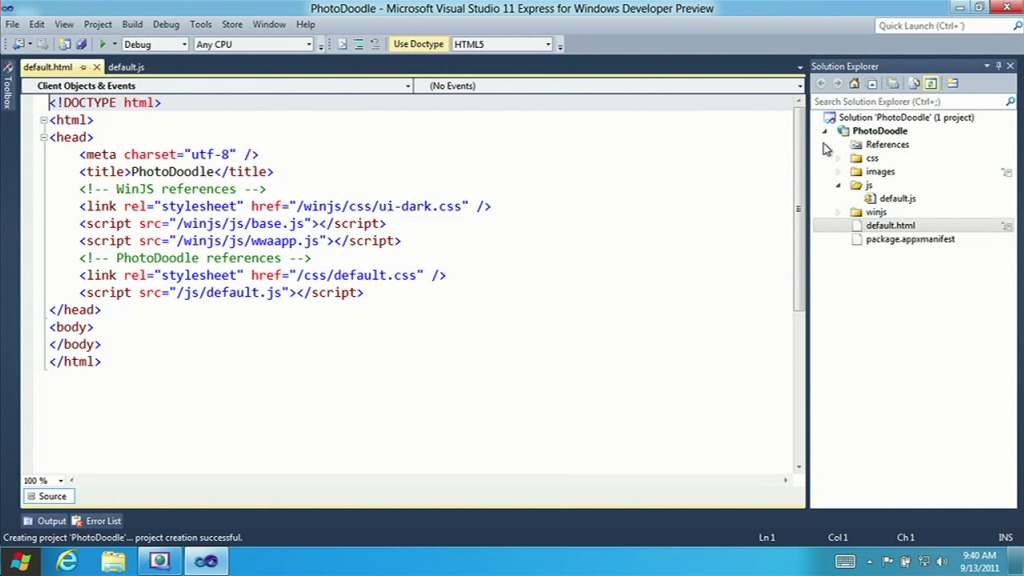 PhotoDoodle - Microsoft Visual Studio 11 Express for Windows Developer Preview
File Edit View Project Build Debug Tools Store Window Help
Quick Launch (Ctrl+`)
Debug Any CPU Use Doctype HTML5
Toolbox
default.html default.js
Client Objects & Events (No Events)
<!DOCTYPE html>
<html>
<head>
<meta charset="utf-8" />
<title>PhotoDoodle</title>
<!-- WinJS references -->
<link rel="stylesheet" href="/winjs/css/ui-dark.css" />
<script src="/winjs/js/base.js"></script>
<script src="/winjs/js/wwaapp.js"></script>
<!-- PhotoDoodle references -->
<link rel="stylesheet" href="/css/default.css" />
<script src="/js/default.js"></script>
</head>
<body>
</body>
</html>
100 %
Source
Solution Explorer
Search Solution Explorer (Ctrl+;)
Solution 'PhotoDoodle' (1 project)
PhotoDoodle
References
css
images
js
default.js
winjs
default.html
package.appxmanifest
Output Error List
Creating project 'PhotoDoodle'... project creation successful.
Ln 1 Col 1 Ch 1 INS
9:40 AM
9/13/2011